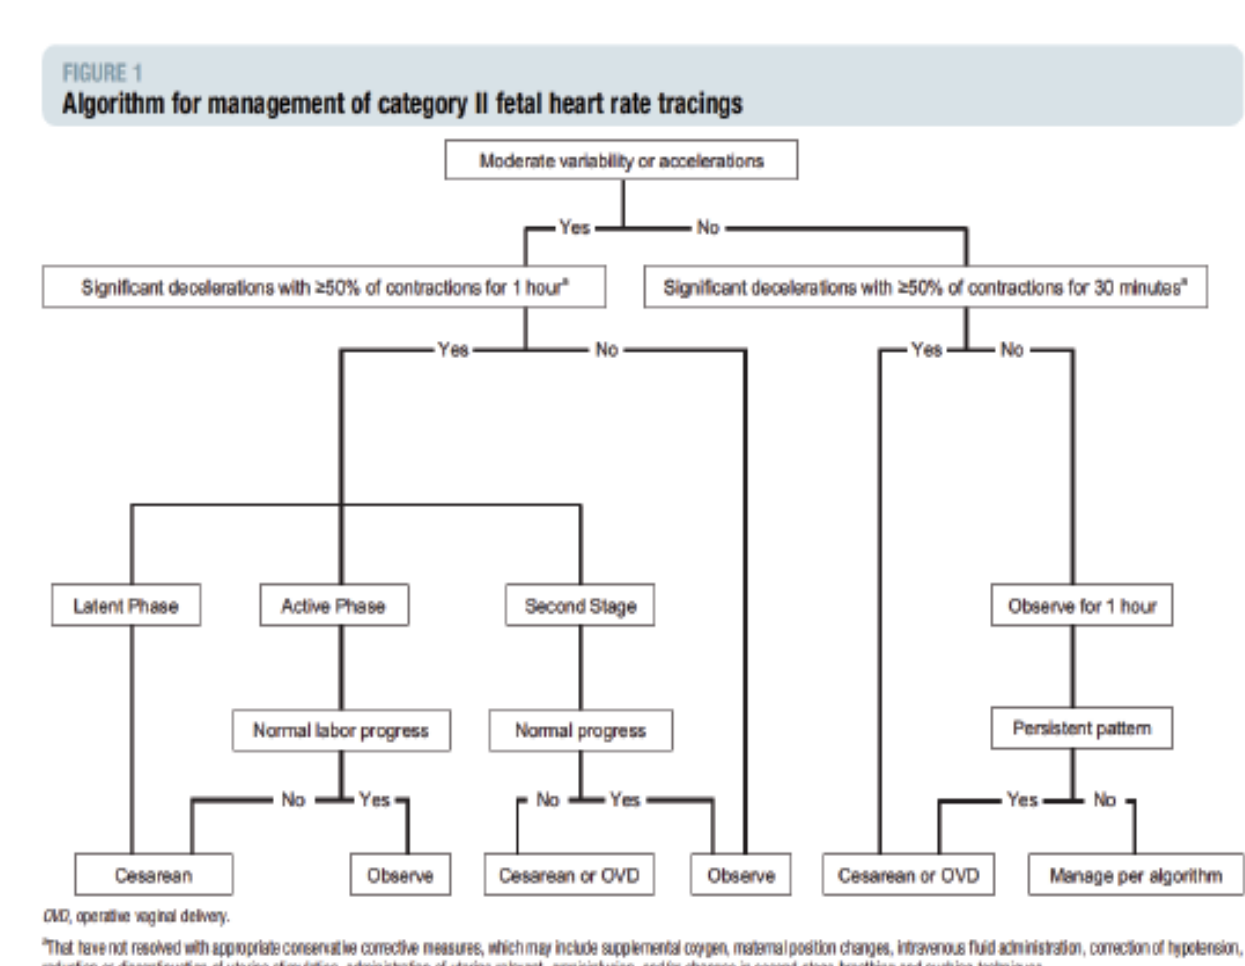 FIGURE 1
Algorithm for management of category II fetal heart rate tracings
Moderate variability or accelerations
Yes No
Significant decelerations with ≥50% of contractions for 1 hourᵃ Significant decelerations with ≥50% of contractions for 30 minutesᵃ
Yes No Yes No
Latent Phase Active Phase Second Stage Observe for 1 hour
Normal labor progress Normal progress Persistent pattern
No Yes No Yes Yes No
Cesarean Observe Cesarean or OVD Observe Cesarean or OVD Manage per algorithm
OVD, operative vaginal delivery.
ᵃThat have not resolved with appropriate conservative corrective measures, which may include supplemental oxygen, maternal position changes, intravenous fluid administration, correction of hypotension,